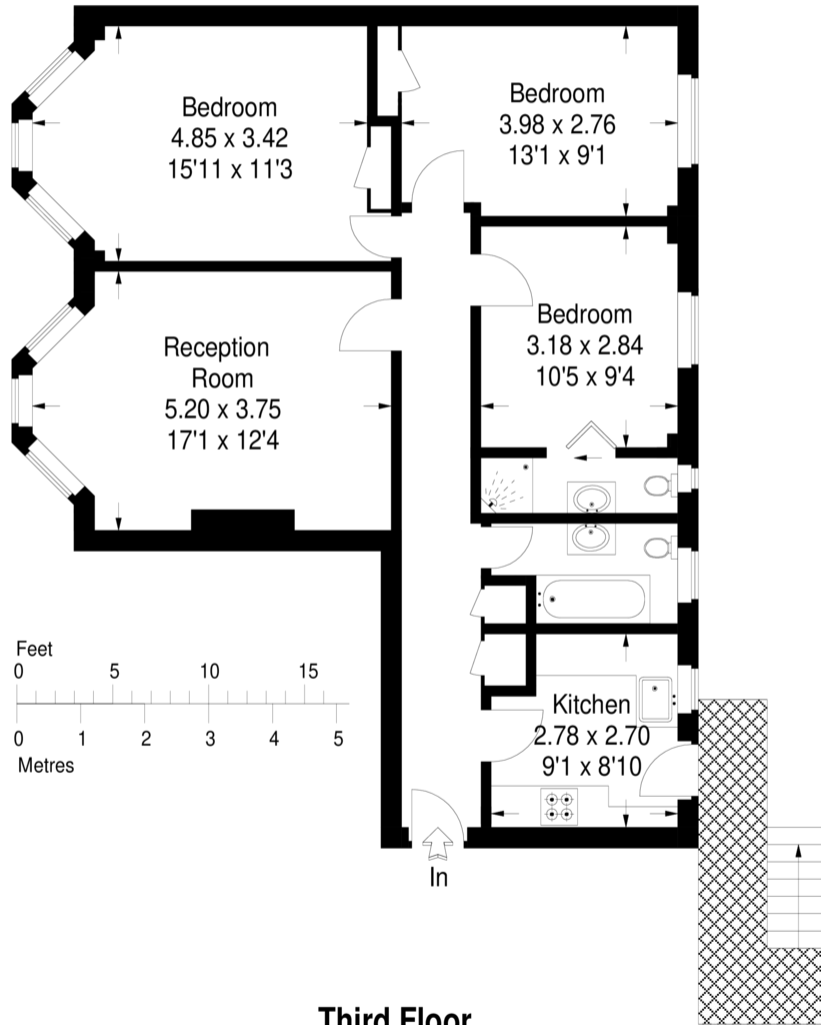 Bedroom
4.85 x 3.42
15'11 x 11'3
Bedroom
3.98 x 2.76
13'1 x 9'1
Bedroom
3.18 x 2.84
10'5 x 9'4
Reception
Room
5.20 x 3.75
17'1 x 12'4
Kitchen
2.78 x 2.70
9'1 x 8'10
Feet
0 5 10 15
0 1 2 3 4 5
Metres
In
Third Floor